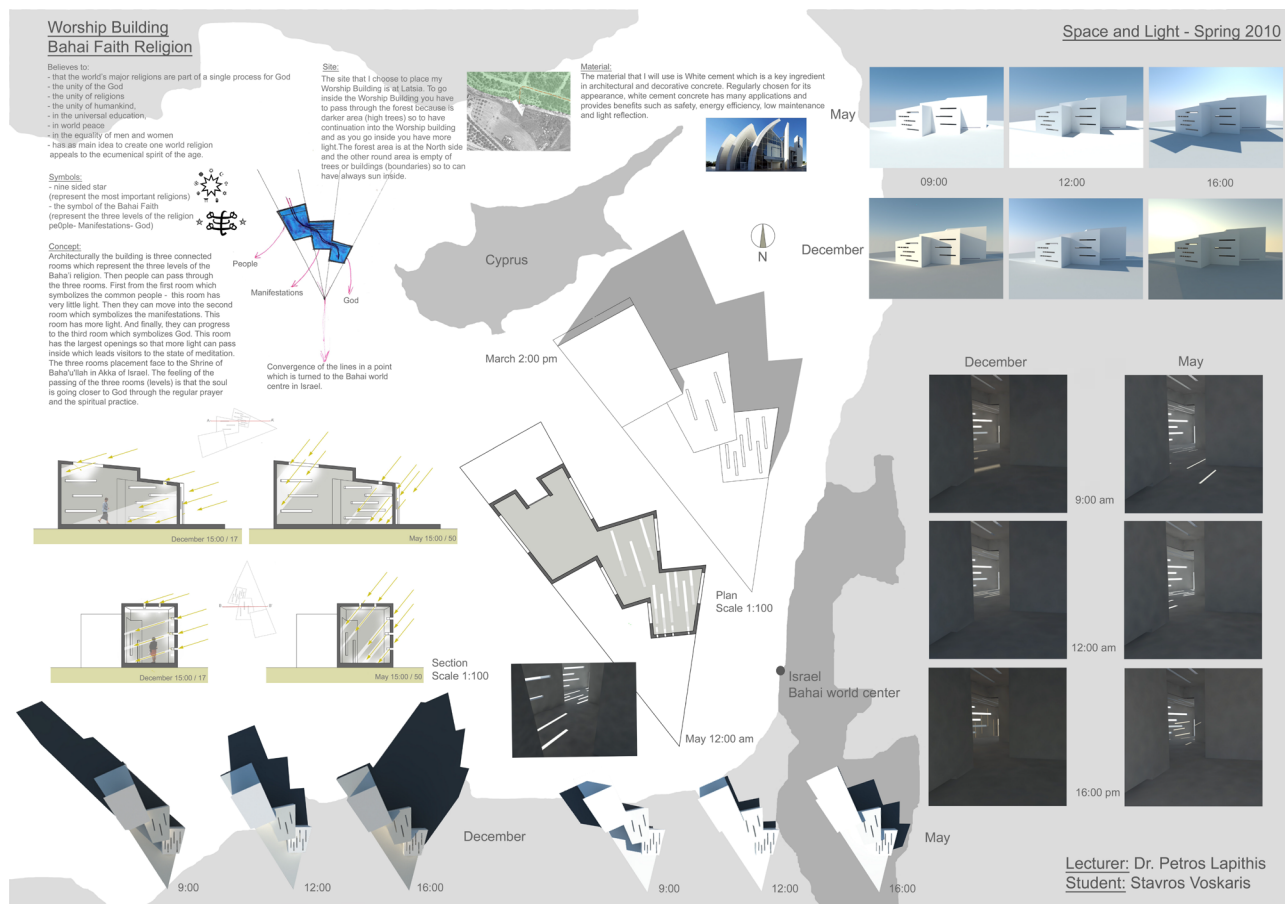 Worship Building
Bahai Faith Religion
Believes to:
- that the world's major religions are part of a single process for God
- the unity of the God
- the unity of religions
- the unity of humankind,
- in the universal education,
- in world peace
- in the equality of men and women
- has as main idea to create one world religion
appeals to the ecumenical spirit of the age.
Symbols:
- nine sided star
(represent the most important religions)
- the symbol of the Bahai Faith
(represent the three levels of the religion
pe0ple- Manifestations- God)
Concept:
Architecturally the building is three connected
rooms which represent the three levels of the
Baha'i religion. Then people can pass through
the three rooms. First from the first room which
symbolizes the common people - this room has
very little light. Then they can move into the second
room which symbolizes the manifestations. This
room has more light. And finally, they can progress
to the third room which symbolizes God. This room
has the largest openings so that more light can pass
inside which leads visitors to the state of meditation.
The three rooms placement face to the Shrine of
Baha'u'llah in Akka of Israel. The feeling of the
passing of the three rooms (levels) is that the soul
is going closer to God through the regular prayer
and the spiritual practice.
Site:
The site that I choose to place my
Worship Building is at Latsia. To go
inside the Worship Building you have
to pass through the forest because is
darker area (high trees) so to have
continuation into the Worship building
and as you go inside you have more
light.The forest area is at the North side
and the other round area is empty of
trees or buildings (boundaries) so to can
have always sun inside.
People
Manifestations
God
Convergence of the lines in a point
which is turned to the Bahai world
centre in Israel.
Material:
The material that I will use is White cement which is a key ingredient
in architectural and decorative concrete. Regularly chosen for its
appearance, white cement concrete has many applications and
provides benefits such as safety, energy efficiency, low maintenance
and light reflection.
Space and Light - Spring 2010
May
09:00
12:00
16:00
December
N
Cyprus
March 2:00 pm
Plan
Scale 1:100
May 12:00 am
Israel
Bahai world center
December
May
9:00 am
12:00 am
16:00 pm
December 15:00 / 17
May 15:00 / 50
December 15:00 / 17
May 15:00 / 50
Section
Scale 1:100
9:00
12:00
16:00
December
9:00
12:00
16:00
May
Lecturer: Dr. Petros Lapithis
Student: Stavros Voskaris